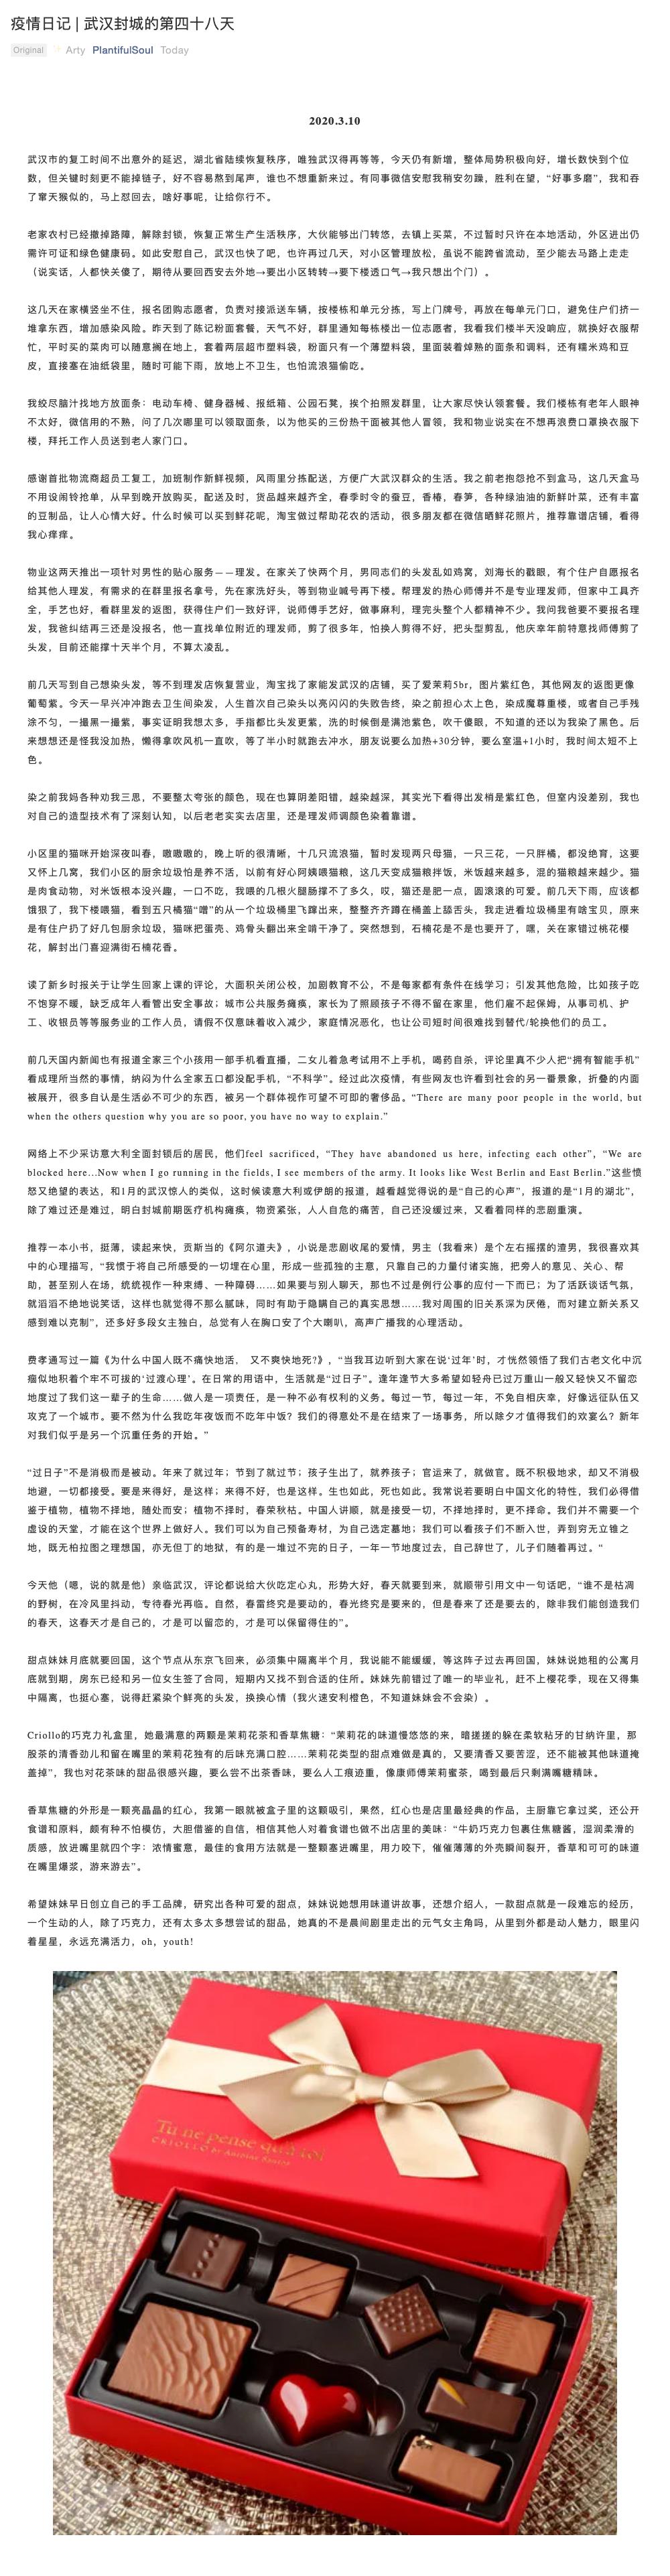 疫情日记 | 武汉封城的第四十八天
Original Arty PlantifulSoul Today
2020.3.10
武汉市的复工时间不出意外的延迟，湖北省陆续恢复秩序，唯独武汉得再等等，今天仍有新增，整体局势积极向好，增长数快到个位
数，但关键时刻更不能掉链子，好不容易熬到尾声，谁也不想重新来过。有同事微信安慰我稍安勿躁，胜利在望，“好事多磨”，我和吞
了窜天猴似的，马上怼回去，啥好事呢，让给你行不。
老家农村已经撤掉路障，解除封锁，恢复正常生产生活秩序，大伙能够出门转悠，去镇上买菜，不过暂时只许在本地活动，外区进出仍
需许可证和绿色健康码。如此安慰自己，武汉也快了吧，也许再过几天，对小区管理放松，虽说不能跨省流动，至少能去马路上走走
（说实话，人都快关傻了，期待从要回西安去外地→要出小区转转→要下楼透口气→我只想出个门）。
这几天在家横竖坐不住，报名团购志愿者，负责对接派送车辆，按楼栋和单元分拣，写上门牌号，再放在每单元门口，避免住户们挤一
堆拿东西，增加感染风险。昨天到了陈记粉面套餐，天气不好，群里通知每栋楼出一位志愿者，我看我们楼半天没响应，就换好衣服帮
忙，平时买的菜肉可以随意搁在地上，套着两层超市塑料袋，粉面只有一个薄塑料袋，里面装着焯熟的面条和调料，还有糯米鸡和豆
皮，直接塞在油纸袋里，随时可能下雨，放地上不卫生，也怕流浪猫偷吃。
我绞尽脑汁找地方放面条：电动车椅、健身器械、报纸箱、公园石凳，挨个拍照发群里，让大家尽快认领套餐。我们楼栋有老年人眼神
不太好，微信用的不熟，问了几次哪里可以领取面条，以为他买的三份热干面被其他人冒领，我和物业说实在不想再浪费口罩换衣服下
楼，拜托工作人员送到老人家门口。
感谢首批物流商超员工复工，加班制作新鲜视频，风雨里分拣配送，方便广大武汉群众的生活。我之前老抱怨抢不到盒马，这几天盒马
不用设闹铃抢单，从早到晚开放购买，配送及时，货品越来越齐全，春季时令的蚕豆，香椿，春笋，各种绿油油的新鲜叶菜，还有丰富
的豆制品，让人心情大好。什么时候可以买到鲜花呢，淘宝做过帮助花农的活动，很多朋友都在微信晒鲜花照片，推荐靠谱店铺，看得
我心痒痒。
物业这两天推出一项针对男性的贴心服务——理发。在家关了快两个月，男同志们的头发乱如鸡窝，刘海长的戳眼，有个住户自愿报名
给其他人理发，有需求的在群里报名拿号，先在家洗好头，等到物业喊号再下楼。帮理发的热心师傅并不是专业理发师，但家中工具齐
全，手艺也好，看群里发的返图，获得住户们一致好评，说师傅手艺好，做事麻利，理完头整个人都精神不少。我问我爸要不要报名理
发，我爸纠结再三还是没报名，他一直找单位附近的理发师，剪了很多年，怕换人剪得不好，把头型剪乱，他庆幸年前特意找师傅剪了
头发，目前还能撑十天半个月，不算太凌乱。
前几天写到自己想染头发，等不到理发店恢复营业，淘宝找了家能发武汉的店铺，买了爱茉莉5br，图片紫红色，其他网友的返图更像
葡萄紫。今天一早兴冲冲跑去卫生间染发，人生首次自己染头以亮闪闪的失败告终，染之前担心太上色，染成魔尊重楼，或者自己手残
涂不匀，一撮黑一撮紫，事实证明我想太多，手指都比头发更紫，洗的时候倒是满池紫色，吹干傻眼，不知道的还以为我染了黑色。后
来想想还是怪我没加热，懒得拿吹风机一直吹，等了半小时就跑去冲水，朋友说要么加热+30分钟，要么室温+1小时，我时间太短不上
色。
染之前我妈各种劝我三思，不要整太夸张的颜色，现在也算阴差阳错，越染越深，其实光下看得出发梢是紫红色，但室内没差别，我也
对自己的造型技术有了深刻认知，以后老老实实去店里，还是理发师调颜色染着靠谱。
小区里的猫咪开始深夜叫春，嗷嗷嗷的，晚上听的很清晰，十几只流浪猫，暂时发现两只母猫，一只三花，一只胖橘，都没绝育，这要
又怀上几窝，我们小区的厨余垃圾怕是养不活，以前有好心阿姨喂猫粮，这几天变成猫粮拌饭，米饭越来越多，混的猫粮越来越少。猫
是肉食动物，对米饭根本没兴趣，一口不吃，我喂的几根火腿肠撑不了多久，哎，猫还是肥一点，圆滚滚的可爱。前几天下雨，应该都
饿狠了，我下楼喂猫，看到五只橘猫“噌”的从一个垃圾桶里飞蹿出来，整整齐齐蹲在桶盖上舔舌头，我走进看垃圾桶里有啥宝贝，原来
是有住户扔了好几包厨余垃圾，猫咪把蛋壳、鸡骨头翻出来全啃干净了。突然想到，石楠花是不是也要开了，嘿，关在家错过桃花樱
花，解封出门喜迎满街石楠花香。
读了新乡时报关于让学生回家上课的评论，大面积关闭公校，加剧教育不公，不是每家都有条件在线学习；引发其他危险，比如孩子吃
不饱穿不暖，缺乏成年人看管出安全事故；城市公共服务瘫痪，家长为了照顾孩子不得不留在家里，他们雇不起保姆，从事司机、护
工、收银员等等服务业的工作人员，请假不仅意味着收入减少，家庭情况恶化，也让公司短时间很难找到替代/轮换他们的员工。
前几天国内新闻也有报道全家三个小孩用一部手机看直播，二女儿着急考试用不上手机，喝药自杀，评论里真不少人把“拥有智能手机”
看成理所当然的事情，纳闷为什么全家五口都没配手机，“不科学”。经过此次疫情，有些网友也许看到社会的另一番景象，折叠的内面
被展开，很多自认是生活必不可少的东西，被另一个群体视作可望不可即的奢侈品。“There are many poor people in the world, but
when the others question why you are so poor, you have no way to explain.”
网络上不少采访意大利全面封锁后的居民，他们feel sacrificed，“They have abandoned us here, infecting each other”，“We are
blocked here...Now when I go running in the fields, I see members of the army. It looks like West Berlin and East Berlin.”这些愤
怒又绝望的表达，和1月的武汉惊人的类似，这时候读意大利或伊朗的报道，越看越觉得说的是“自己的心声”，报道的是“1月的湖北”，
除了难过还是难过，明白封城前期医疗机构瘫痪，物资紧张，人人自危的痛苦，自己还没缓过来，又看着同样的悲剧重演。
推荐一本小书，挺薄，读起来快，贡斯当的《阿尔道夫》，小说是悲剧收尾的爱情，男主（我看来）是个左右摇摆的渣男，我很喜欢其
中的心理描写，“我惯于将自己所感受的一切埋在心里，形成一些孤独的主意，只靠自己的力量付诸实施，把旁人的意见、关心、帮
助，甚至别人在场，统统视作一种束缚、一种障碍……如果要与别人聊天，那也不过是例行公事的应付一下而已；为了活跃谈话气氛，
就滔滔不绝地说笑话，这样也就觉得不那么腻味，同时有助于隐瞒自己的真实思想……我对周围的旧关系深为厌倦，而对建立新关系又
感到难以克制”，还多好多段女主独白，总觉有人在胸口安了个大喇叭，高声广播我的心理活动。
费孝通写过一篇《为什么中国人既不痛快地活， 又不爽快地死?》，“当我耳边听到大家在说‘过年’时，才恍然领悟了我们古老文化中沉
痼似地积着个牢不可拔的‘过渡心理’。在日常的用语中，生活就是“过日子”。逢年逢节大多希望如轻舟已过万重山一般又轻快又不留恋
地度过了我们这一辈子的生命……做人是一项责任，是一种不必有权利的义务。每过一节，每过一年，不免自相庆幸，好像远征队伍又
攻克了一个城市。要不然为什么我吃年夜饭而不吃年中饭？我们的得意处不是在结束了一场事务，所以除夕才值得我们的欢宴么？新年
对我们似乎是另一个沉重任务的开始。”
“过日子”不是消极而是被动。年来了就过年；节到了就过节；孩子生出了，就养孩子；官运来了，就做官。既不积极地求，却又不消极
地避，一切都接受。要是来得好，是这样；来得不好，也是这样。生也如此，死也如此。我常说若要明白中国文化的特性，我们必得借
鉴于植物，植物不择地，随处而安；植物不择时，春荣秋枯。中国人讲顺，就是接受一切，不择地择时，更不择命。我们并不需要一个
虚设的天堂，才能在这个世界上做好人。我们可以为自己预备寿材，为自己选定墓地；我们可以看孩子们不断入世，弄到穷无立锥之
地，既无柏拉图之理想国，亦无但丁的地狱，有的是一堆过不完的日子，一年一节地度过去，自己辞世了，儿子们随着再过。“
今天他（嗯，说的就是他）亲临武汉，评论都说给大伙吃定心丸，形势大好，春天就要到来，就顺带引用文中一句话吧，“谁不是枯凋
的野树，在冷风里抖动，专待春光再临。自然，春雷终究是要动的，春光终究是要来的，但是春来了还是要去的，除非我们能创造我们
的春天，这春天才是自己的，才是可以留恋的，才是可以保留得住的”。
甜点妹妹月底就要回国，这个节点从东京飞回来，必须集中隔离半个月，我说能不能缓缓，等这阵子过去再回国，妹妹说她租的公寓月
底就到期，房东已经和另一位女生签了合同，短期内又找不到合适的住所。妹妹先前错过了唯一的毕业礼，赶不上樱花季，现在又得集
中隔离，也挺心塞，说得赶紧染个鲜亮的头发，换换心情（我火速安利橙色，不知道妹妹会不会染）。
Criollo的巧克力礼盒里，她最满意的两颗是茉莉花茶和香草焦糖：“茉莉花的味道慢悠悠的来，暗搓搓的躲在柔软粘牙的甘纳许里，那
股茶的清香劲儿和留在嘴里的茉莉花独有的后味充满口腔……茉莉花类型的甜点难做是真的，又要清香又要苦涩，还不能被其他味道掩
盖掉”，我也对花茶味的甜品很感兴趣，要么尝不出茶香味，要么人工痕迹重，像康师傅茉莉蜜茶，喝到最后只剩满嘴糖精味。
香草焦糖的外形是一颗亮晶晶的红心，我第一眼就被盒子里的这颗吸引，果然，红心也是店里最经典的作品，主厨靠它拿过奖，还公开
食谱和原料，颇有种不怕模仿，大胆借鉴的自信，相信其他人对着食谱也做不出店里的美味：“牛奶巧克力包裹住焦糖酱，湿润柔滑的
质感，放进嘴里就四个字：浓情蜜意，最佳的食用方法就是一整颗塞进嘴里，用力咬下，催催薄薄的外壳瞬间裂开，香草和可可的味道
在嘴里爆浆，游来游去”。
希望妹妹早日创立自己的手工品牌，研究出各种可爱的甜点，妹妹说她想用味道讲故事，还想介绍人，一款甜点就是一段难忘的经历，
一个生动的人，除了巧克力，还有太多太多想尝试的甜品，她真的不是晨间剧里走出的元气女主角吗，从里到外都是动人魅力，眼里闪
着星星，永远充满活力，oh，youth!
Tu ne pense qu'à toi
CRIOLLO by Antoine Santos